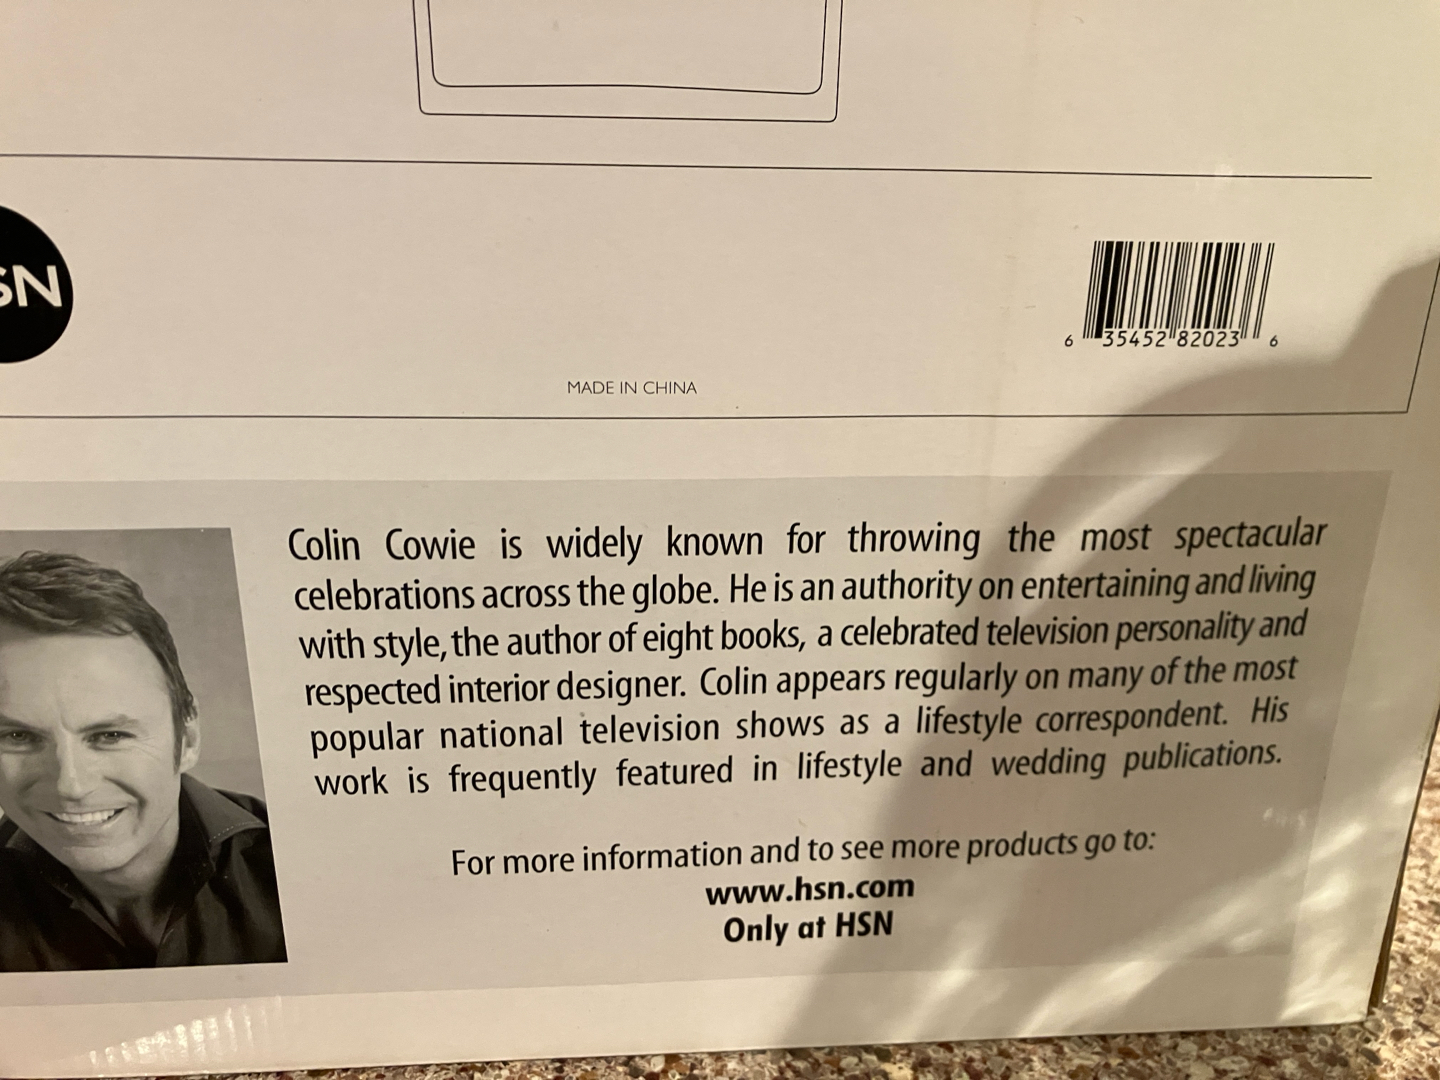 SN
6 35452 82023 6
MADE IN CHINA
Colin Cowie is widely known for throwing the most spectacular
celebrations across the globe. He is an authority on entertaining and living
with style, the author of eight books, a celebrated television personality and
respected interior designer. Colin appears regularly on many of the most
popular national television shows as a lifestyle correspondent. His
work is frequently featured in lifestyle and wedding publications.
For more information and to see more products go to:
www.hsn.com
Only at HSN